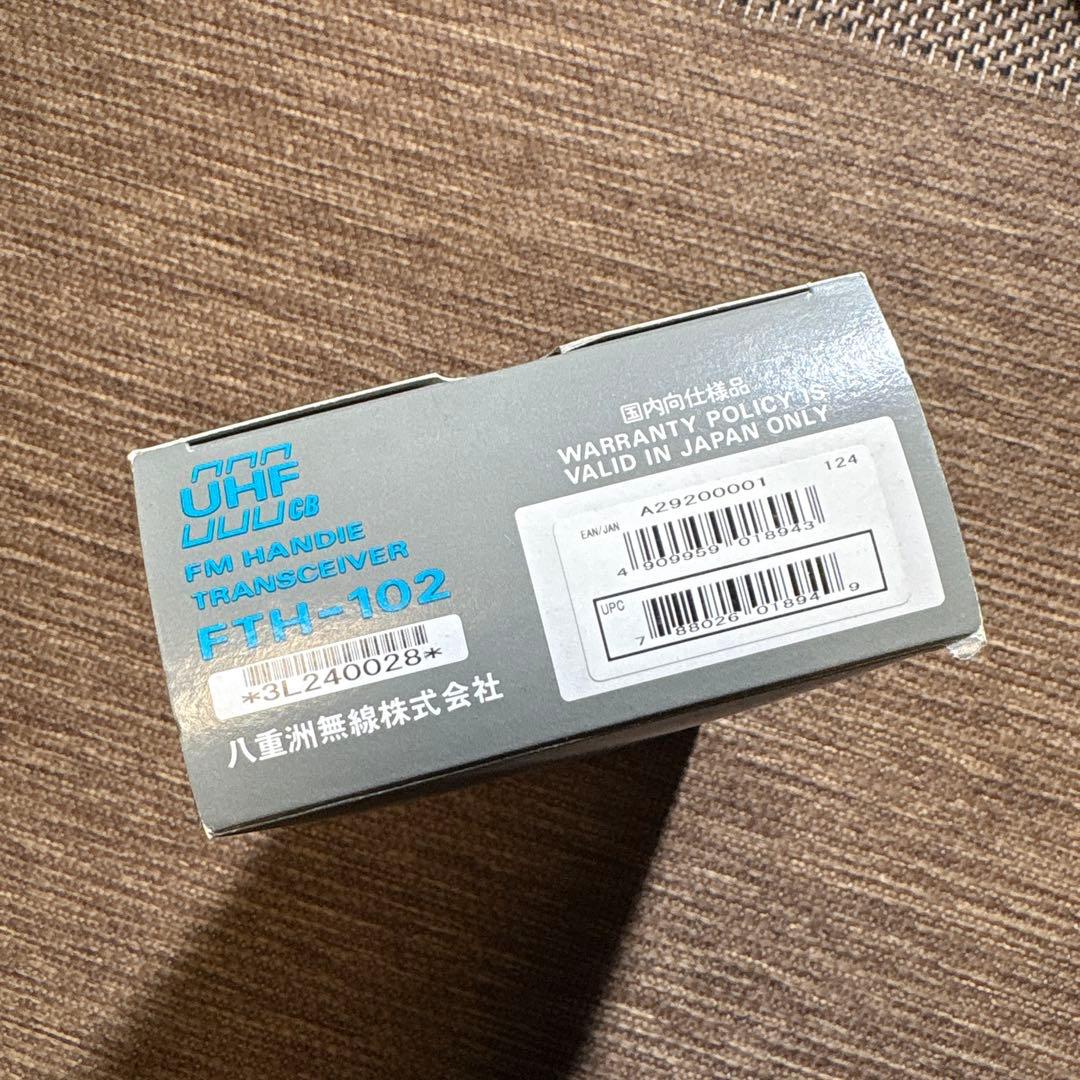 UHF
CB
FM HANDIE
TRANSCEIVER
FTH-102
*3L240028*
八重洲無線株式会社
国内向仕様品
WARRANTY POLICY IS
VALID IN JAPAN ONLY
124
A29200001
EAN/JAN
4 909959 018943
UPC
7 88026 01894 9